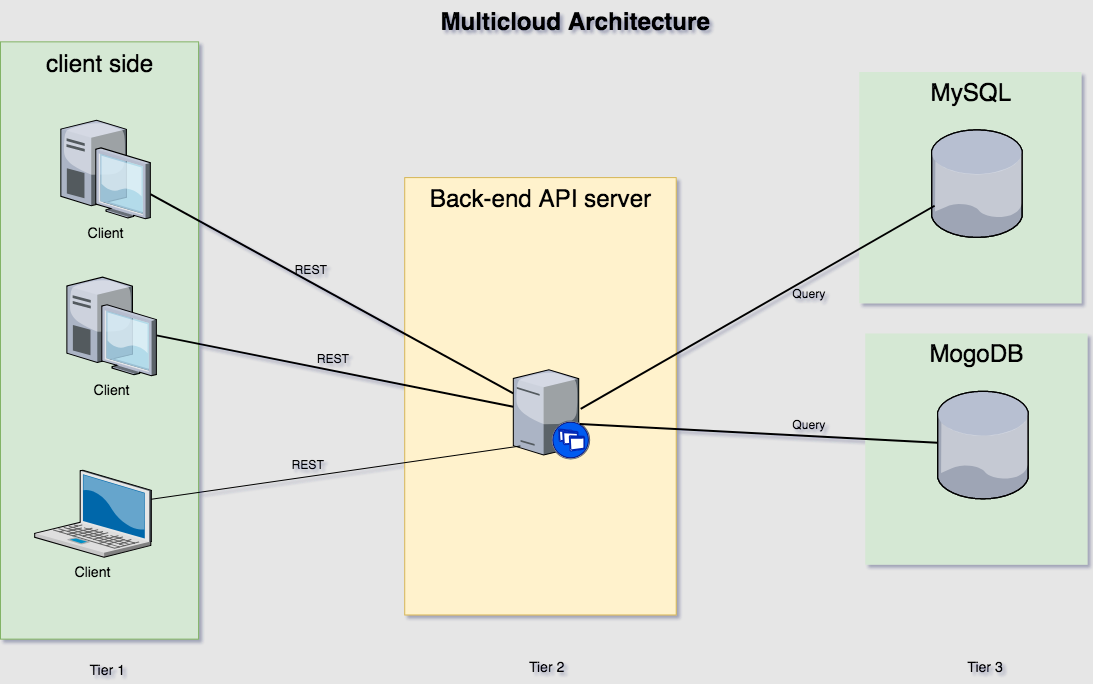 Multicloud Architecture
client side
Client
Client
Client
REST
REST
REST
Back-end API server
Query
Query
MySQL
MogoDB
Tier 1
Tier 2
Tier 3